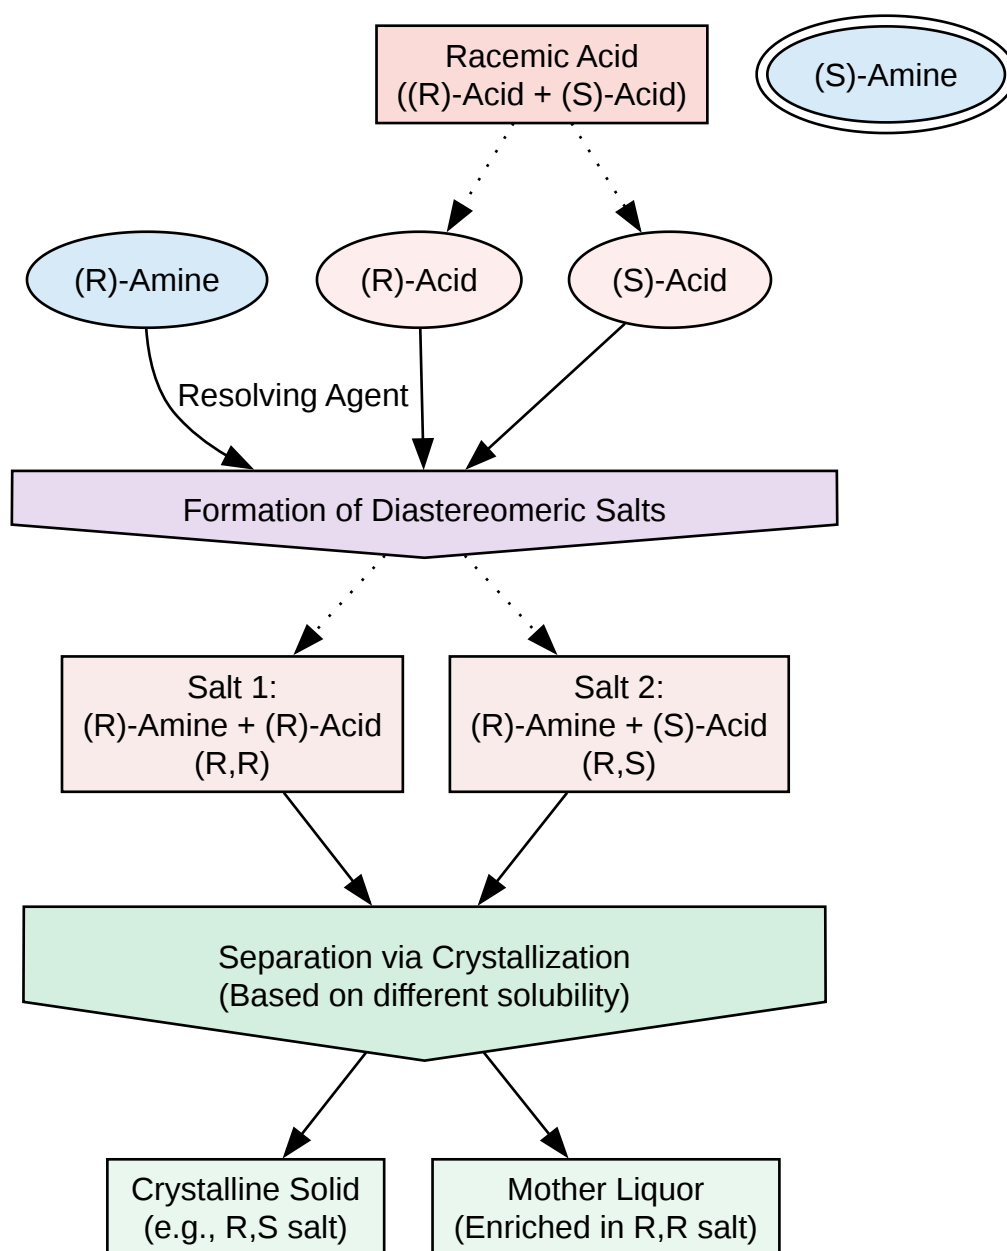 Racemic Acid
((R)-Acid + (S)-Acid)
(S)-Amine
(R)-Amine
(R)-Acid
(S)-Acid
Resolving Agent
Formation of Diastereomeric Salts
Salt 1:
(R)-Amine + (R)-Acid
(R,R)
Salt 2:
(R)-Amine + (S)-Acid
(R,S)
Separation via Crystallization
(Based on different solubility)
Crystalline Solid
(e.g., R,S salt)
Mother Liquor
(Enriched in R,R salt)